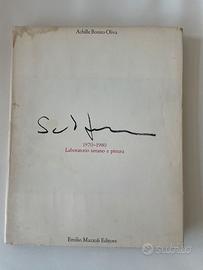 Achille Bonito Oliva
1970-1980
Laboratorio umano e pittura
Emilio Mazzoli Editore
subito